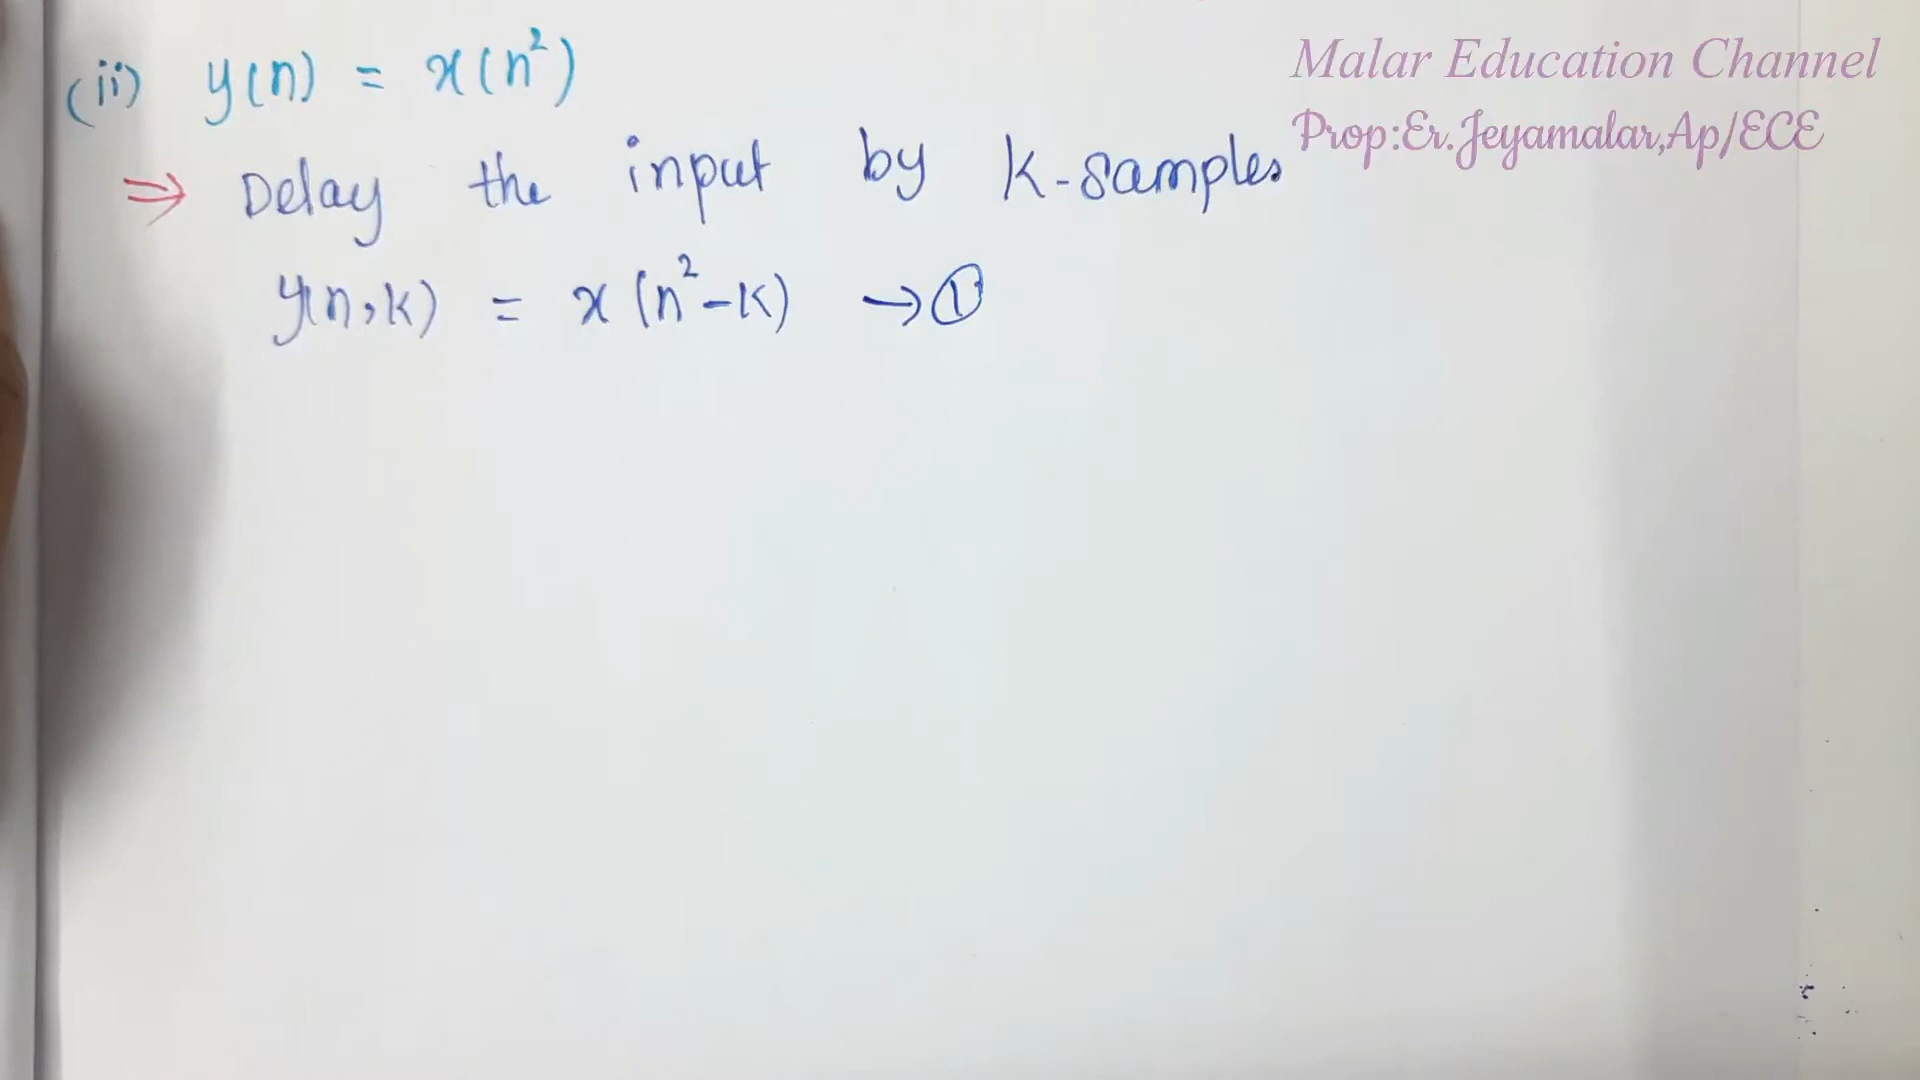 Malar Education Channel
Prop:Er.Jeyamalar,Ap/ECE
(ii) y(n) = x(n²)
⇒ Delay the input by K-samples
y(n,k) = x(n²-k) → ①